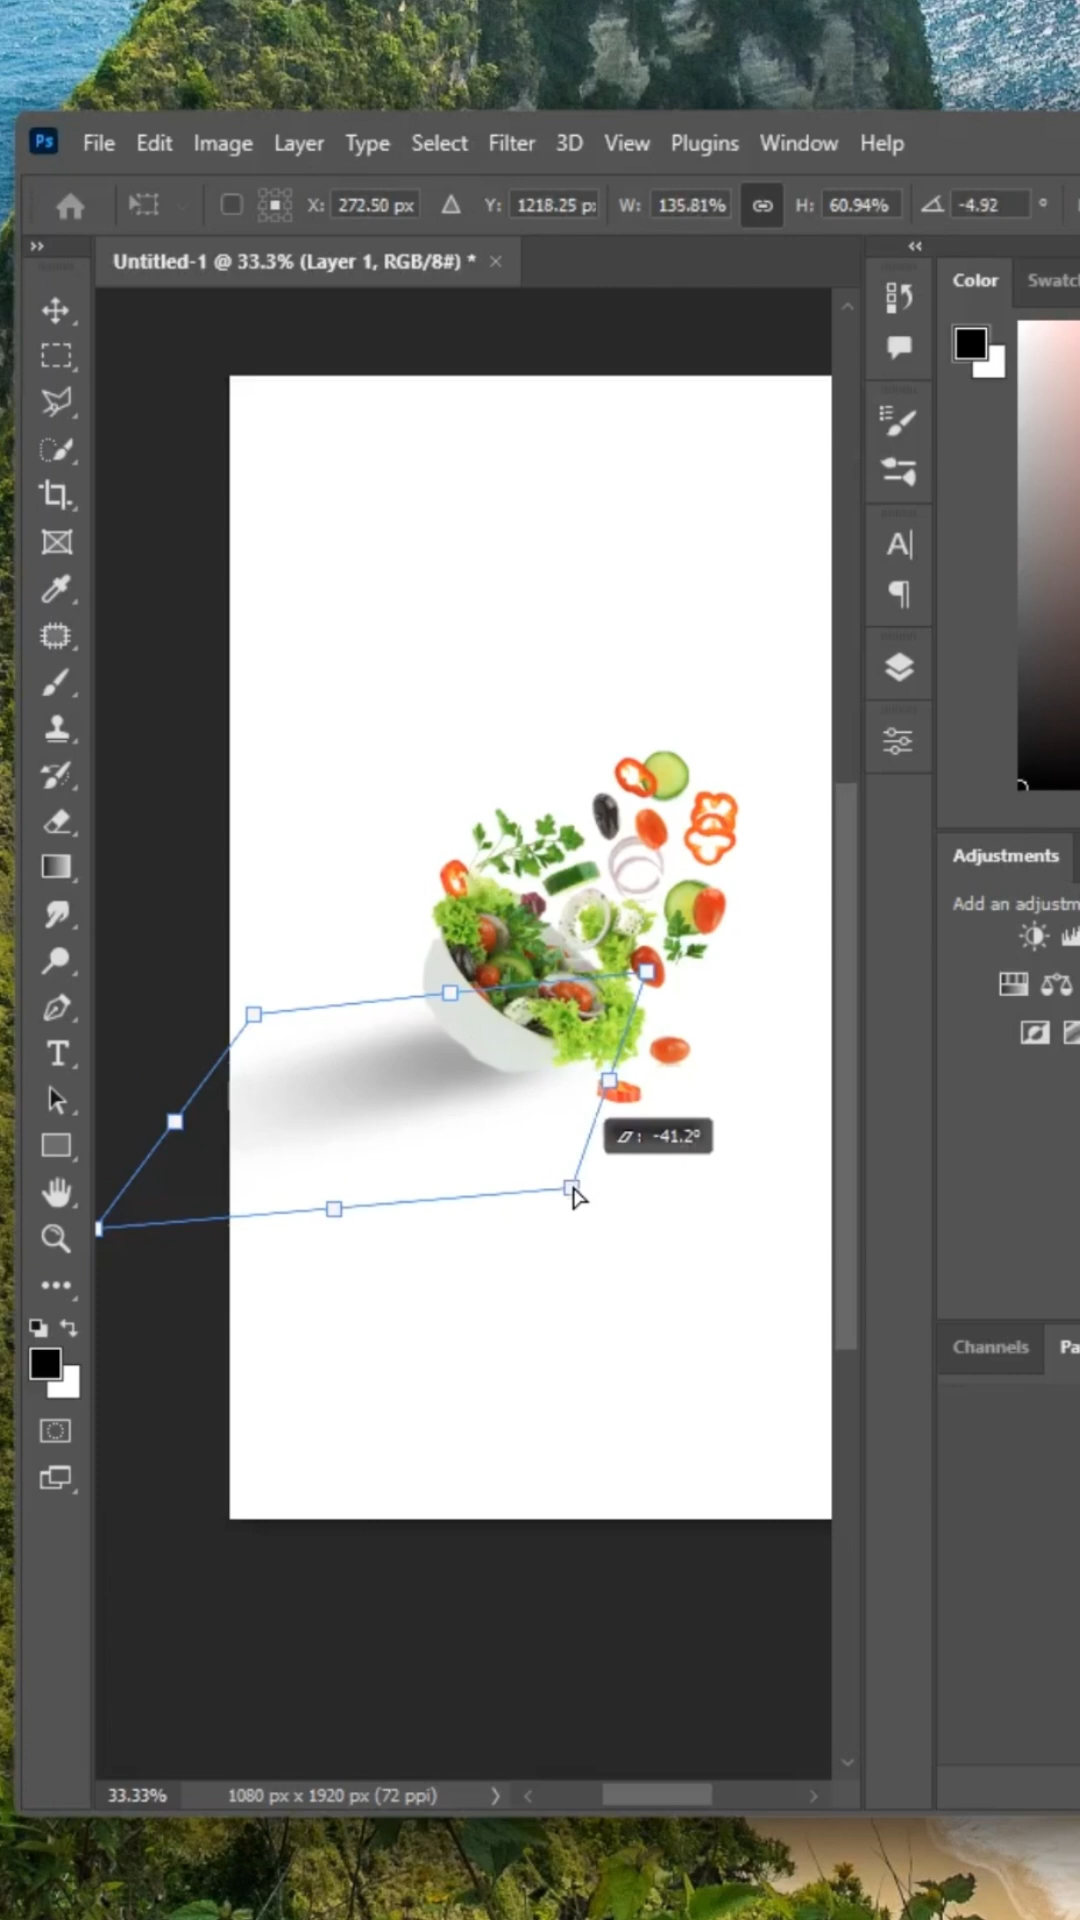 Ps File Edit Image Layer Type Select Filter 3D View Plugins Window Help
X: 272.50 px Y: 1218.25 px W: 135.81% H: 60.94% -4.92 °
Untitled-1 @ 33.3% (Layer 1, RGB/8#) * ×
Color Swatch
Adjustments
Add an adjustm
: -41.2°
Channels Pa
33.33% 1080 px x 1920 px (72 ppi)